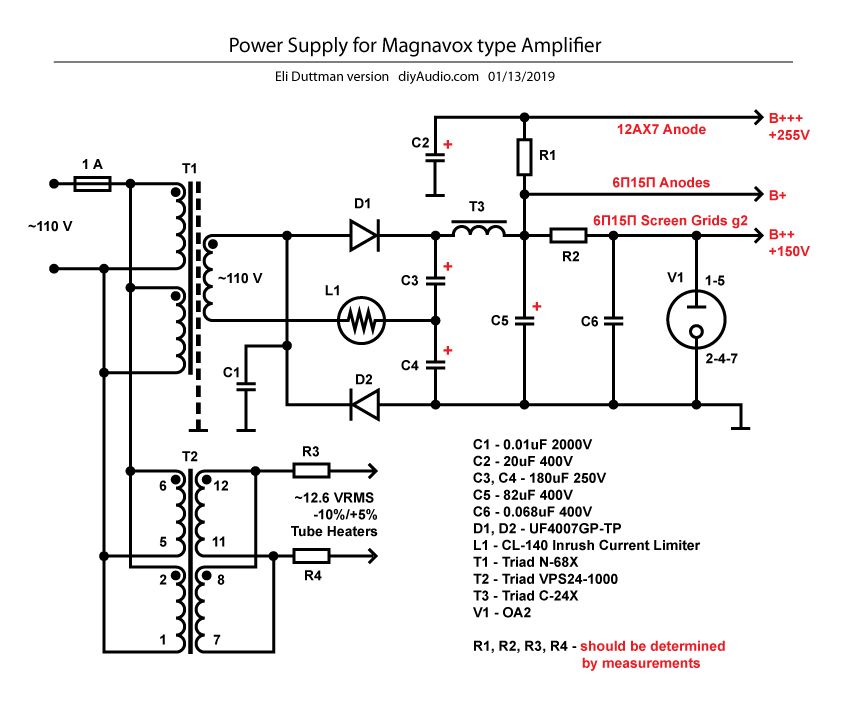 Power Supply for Magnavox type Amplifier
Eli Duttman version diyAudio.com 01/13/2019
C2 +
12AX7 Anode
B+++
+255V
R1
1 A
T1
6П15П Anodes
B+
D1
T3
6П15П Screen Grids g2
B++
+150V
~110 V
R2
~110 V
L1
C3 +
V1
1-5
C5 +
C6
C4 +
2-4-7
C1
D2
T2
R3
6
12
~12.6 VRMS
-10%/+5%
Tube Heaters
5
11
R4
2
8
1
7
C1 - 0.01uF 2000V
C2 - 20uF 400V
C3, C4 - 180uF 250V
C5 - 82uF 400V
C6 - 0.068uF 400V
D1, D2 - UF4007GP-TP
L1 - CL-140 Inrush Current Limiter
T1 - Triad N-68X
T2 - Triad VPS24-1000
T3 - Triad C-24X
V1 - OA2
R1, R2, R3, R4 - should be determined
by measurements